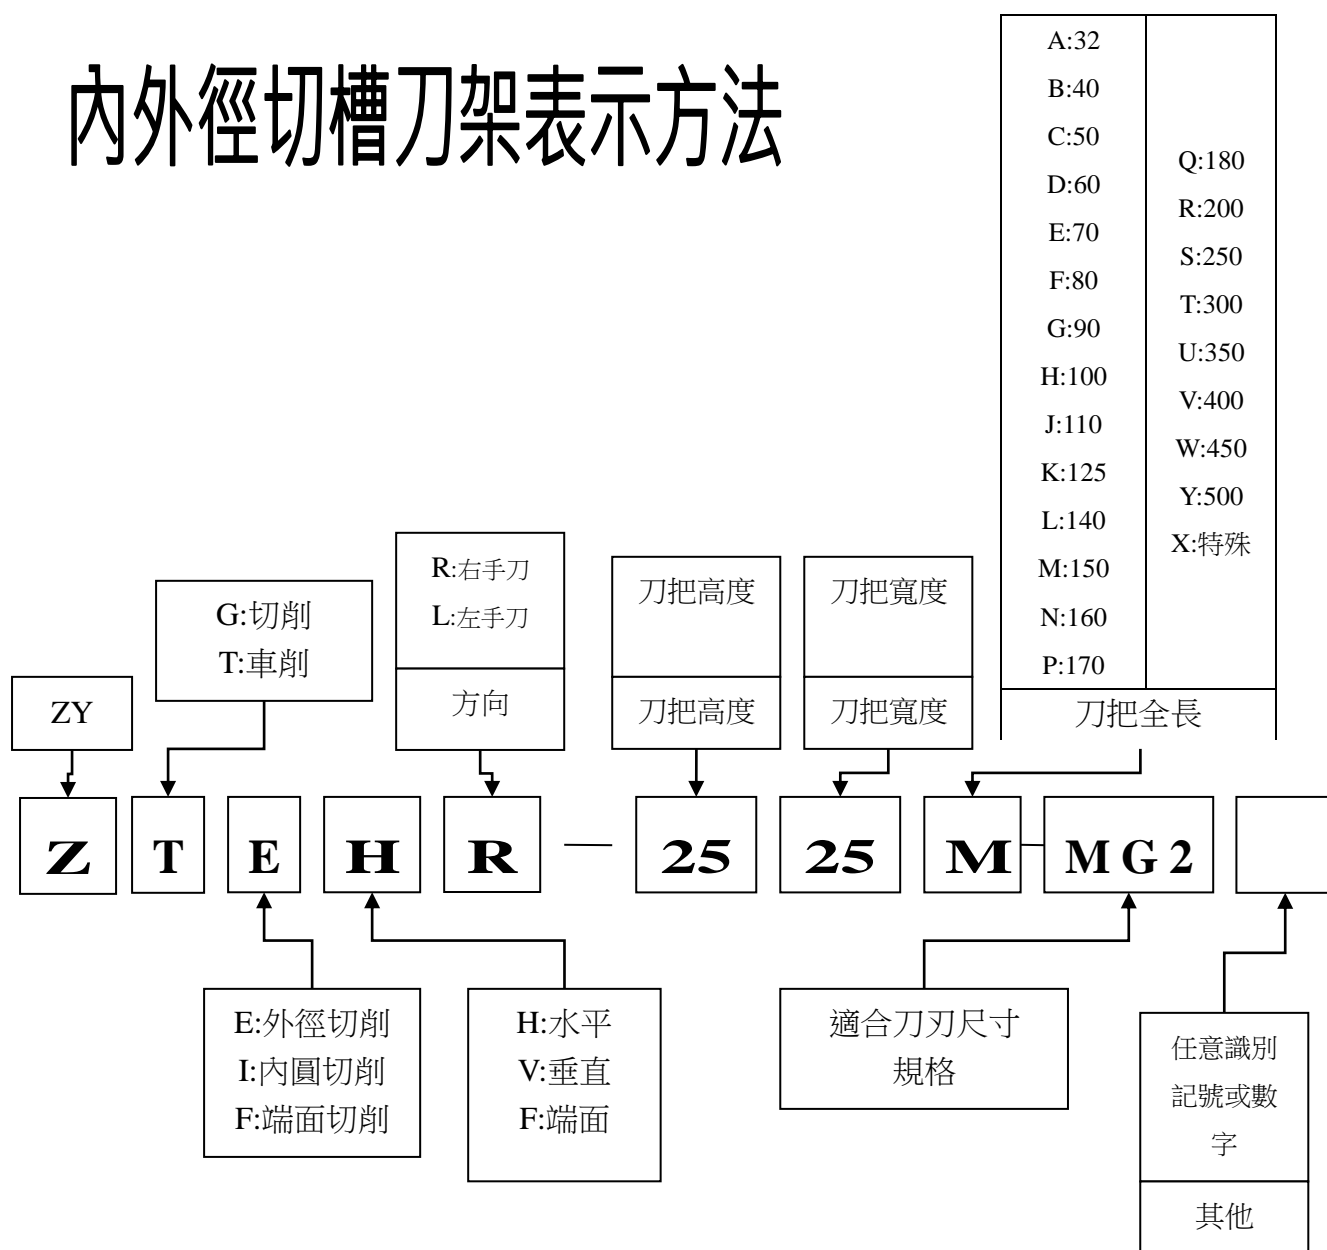 內外徑切槽刀架表示方法
A:32
B:40
C:50
D:60
E:70
F:80
G:90
H:100
J:110
K:125
L:140
M:150
N:160
P:170
Q:180
R:200
S:250
T:300
U:350
V:400
W:450
Y:500
X:特殊
刀把全長
ZY
G:切削
T:車削
R:右手刀
L:左手刀
方向
刀把高度
刀把高度
刀把寬度
刀把寬度
Z T E H R — 25 25 M - MG2
E:外徑切削
I:內圓切削
F:端面切削
H:水平
V:垂直
F:端面
適合刀刃尺寸
規格
任意識別
記號或數
字
其他